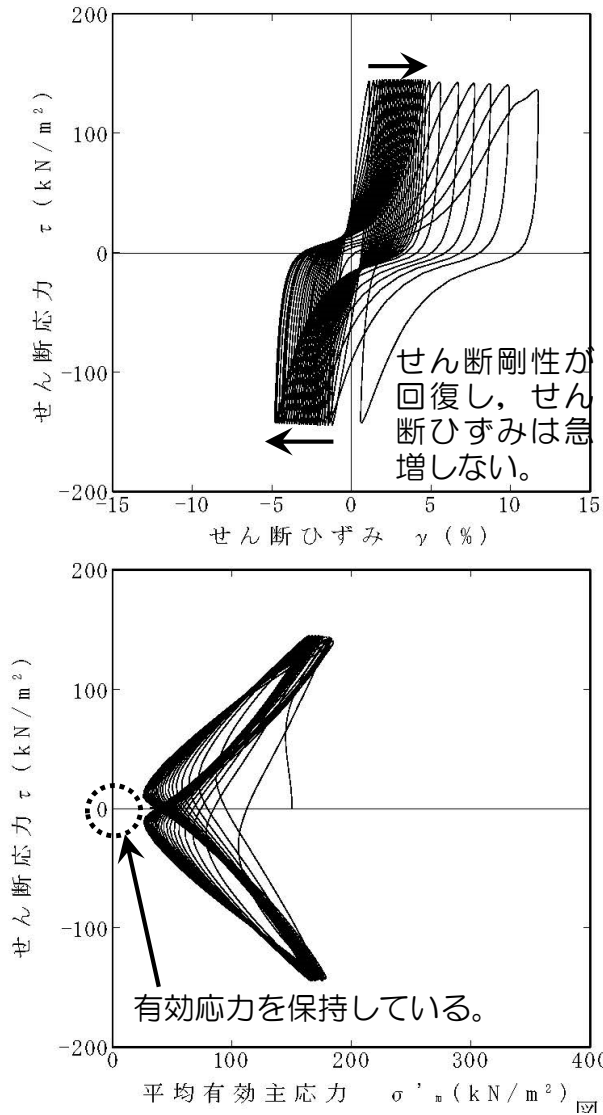 200
100
0
-100
-200
せん断応力 τ (kN/m²)
せん断剛性が
回復し，せん
断ひずみは急
増しない。
-15 -10 -5 0 5 10 15
せん断ひずみ γ (%)
200
100
0
-100
-200
せん断応力 τ (kN/m²)
有効応力を保持している。
0 100 200 300 400
平均有効主応力 σ'm (kN/m²)
図